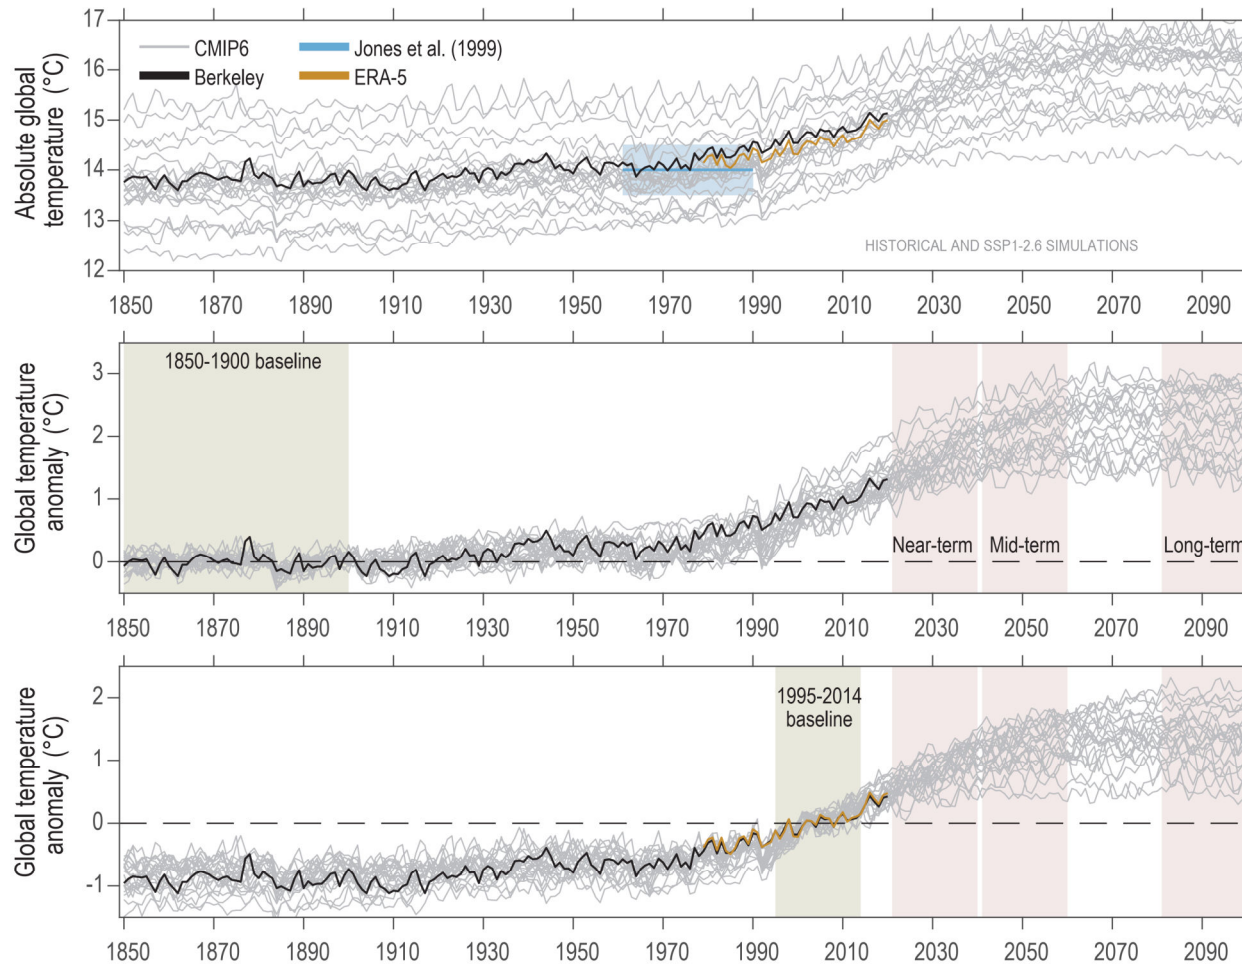 17
16
15
14
13
12
Absolute global
temperature (°C)
CMIP6
Berkeley
Jones et al. (1999)
ERA-5
HISTORICAL AND SSP1-2.6 SIMULATIONS
1850 1870 1890 1910 1930 1950 1970 1990 2010 2030 2050 2070 2090
3
2
1
0
Global temperature
anomaly (°C)
1850-1900 baseline
Near-term
Mid-term
Long-term
1850 1870 1890 1910 1930 1950 1970 1990 2010 2030 2050 2070 2090
2
1
0
-1
Global temperature
anomaly (°C)
1995-2014
baseline
1850 1870 1890 1910 1930 1950 1970 1990 2010 2030 2050 2070 2090